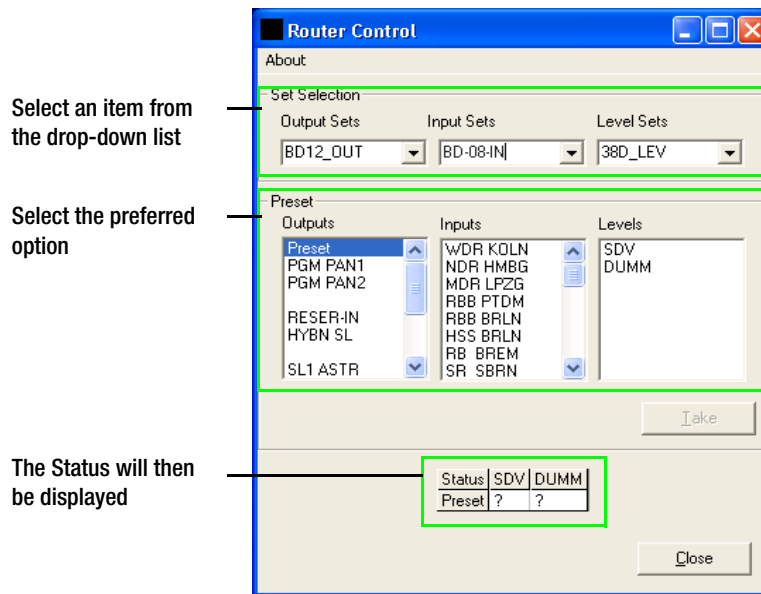 Router Control
About
Select an item from
the drop-down list
Set Selection
Output Sets Input Sets Level Sets
BD12_OUT BD-08-IN 38D_LEV
Select the preferred
option
Preset
Outputs Inputs Levels
Preset WDR KOLN SDV
PGM PAN1 NDR HMBG DUMM
PGM PAN2 MDR LPZG
RBB PTDM
RESER-IN RBB BRLN
HYBN SL HSS BRLN
RB BREM
SL1 ASTR SR SBRN
Take
The Status will then
be displayed
Status SDV DUMM
Preset ? ?
Close